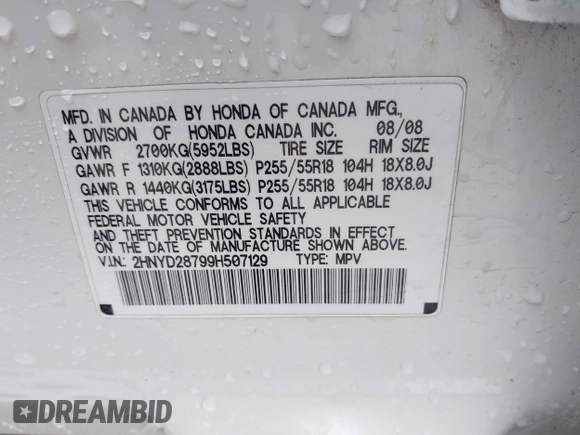 MFD. IN CANADA BY HONDA OF CANADA MFG.,
A DIVISION OF HONDA CANADA INC. 08/08
GVWR 2700KG(5952LBS) TIRE SIZE RIM SIZE
GAWR F 1310KG(2888LBS) P255/55R18 104H 18X8.0J
GAWR R 1440KG(3175LBS) P255/55R18 104H 18X8.0J
THIS VEHICLE CONFORMS TO ALL APPLICABLE
FEDERAL MOTOR VEHICLE SAFETY
AND THEFT PREVENTION STANDARDS IN EFFECT
ON THE DATE OF MANUFACTURE SHOWN ABOVE.
V.I.N.: 2HNYD28799H507129 TYPE: MPV
DREAMBID